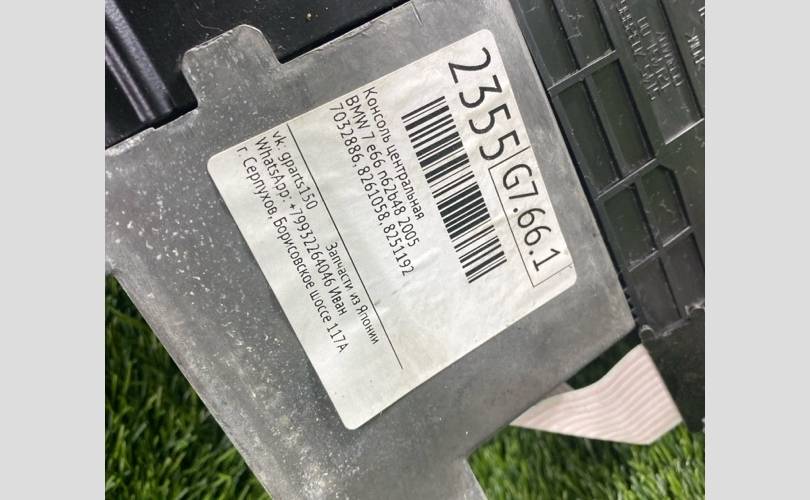 2355 G7.66.1
Консоль центральная
BMW 7 e66 n62b48 2005
7032886, 8261058, 8251192
Запчасти из Японии
vk: gparts150
WhatsApp: +79932264046 Иван
г. Серпухов, Борисовское шоссе 117А